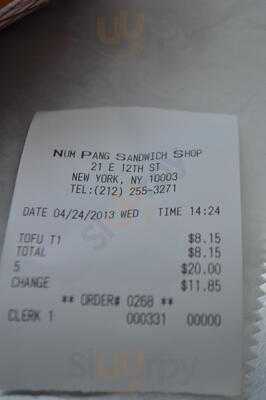 NUM PANG SANDWICH SHOP
21 E 12TH ST
NEW YORK, NY 10003
TEL:(212) 255-3271
DATE 04/24/2013 WED TIME 14:24
TOFU T1 $8.15
TOTAL $8.15
5 $20.00
CHANGE $11.85
** ORDER# 0268 **
CLERK 1 000331 00000